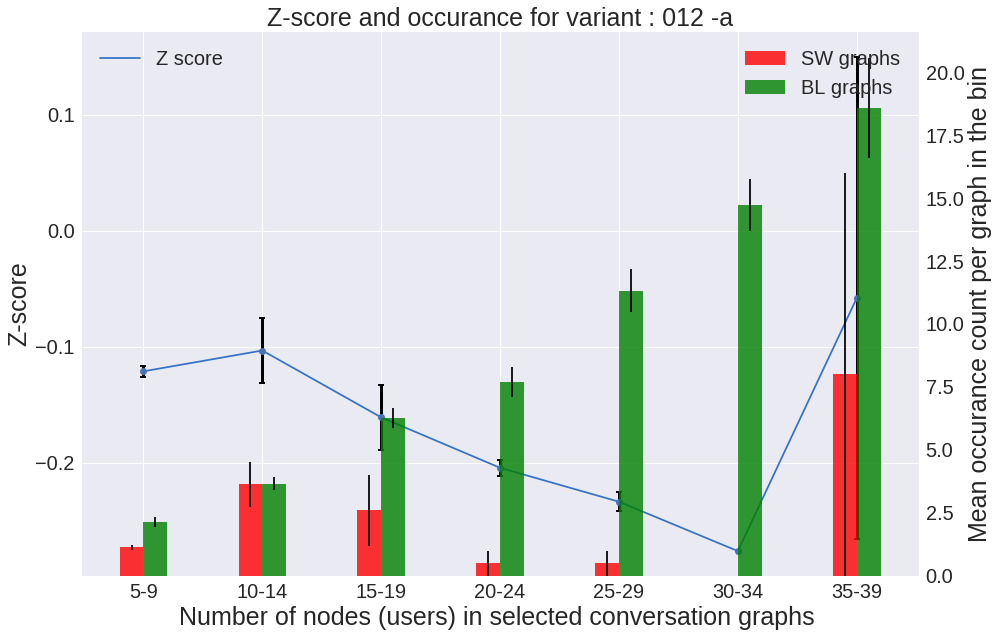 Z-score and occurance for variant : 012 -a
Z score
SW graphs
BL graphs
Z-score
0.1
0.0
−0.1
−0.2
20.0
17.5
15.0
12.5
10.0
7.5
5.0
2.5
0.0
Mean occurance count per graph in the bin
5-9 10-14 15-19 20-24 25-29 30-34 35-39
Number of nodes (users) in selected conversation graphs